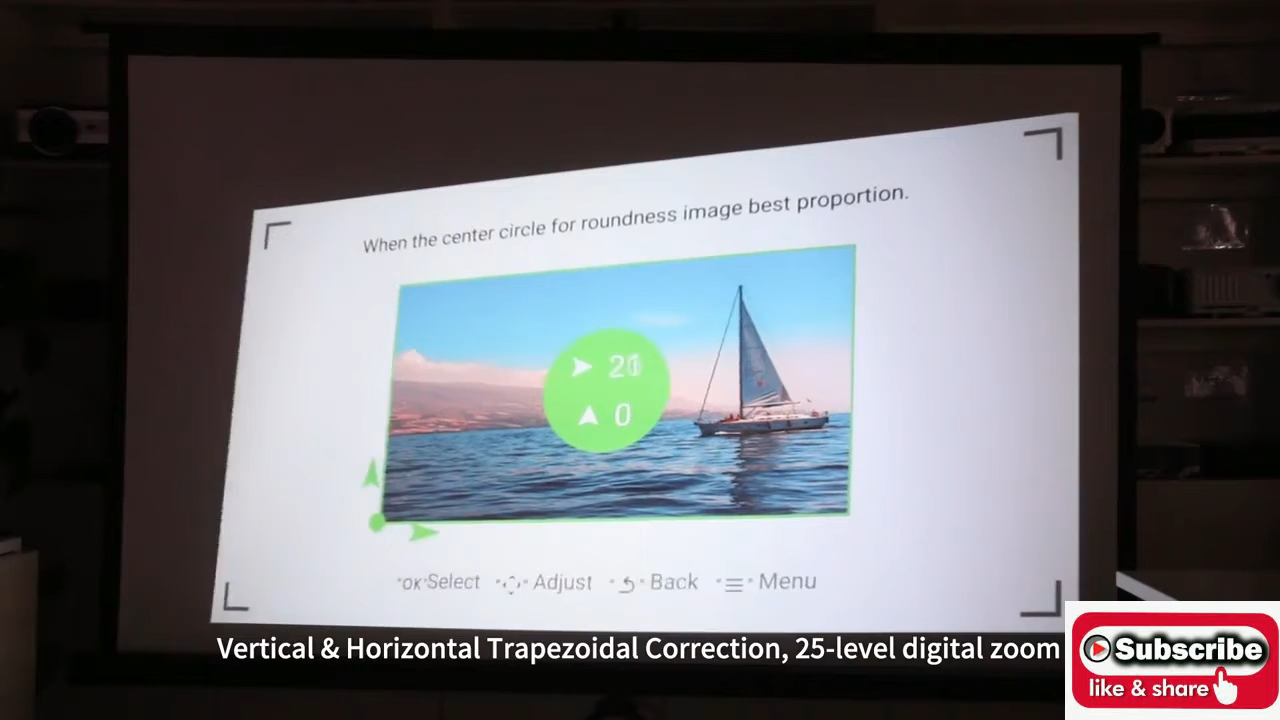 When the center circle for roundness image best proportion.
0
OK Select Adjust Back Menu
Vertical & Horizontal Trapezoidal Correction, 25-level digital zoom
Subscribe
like & share